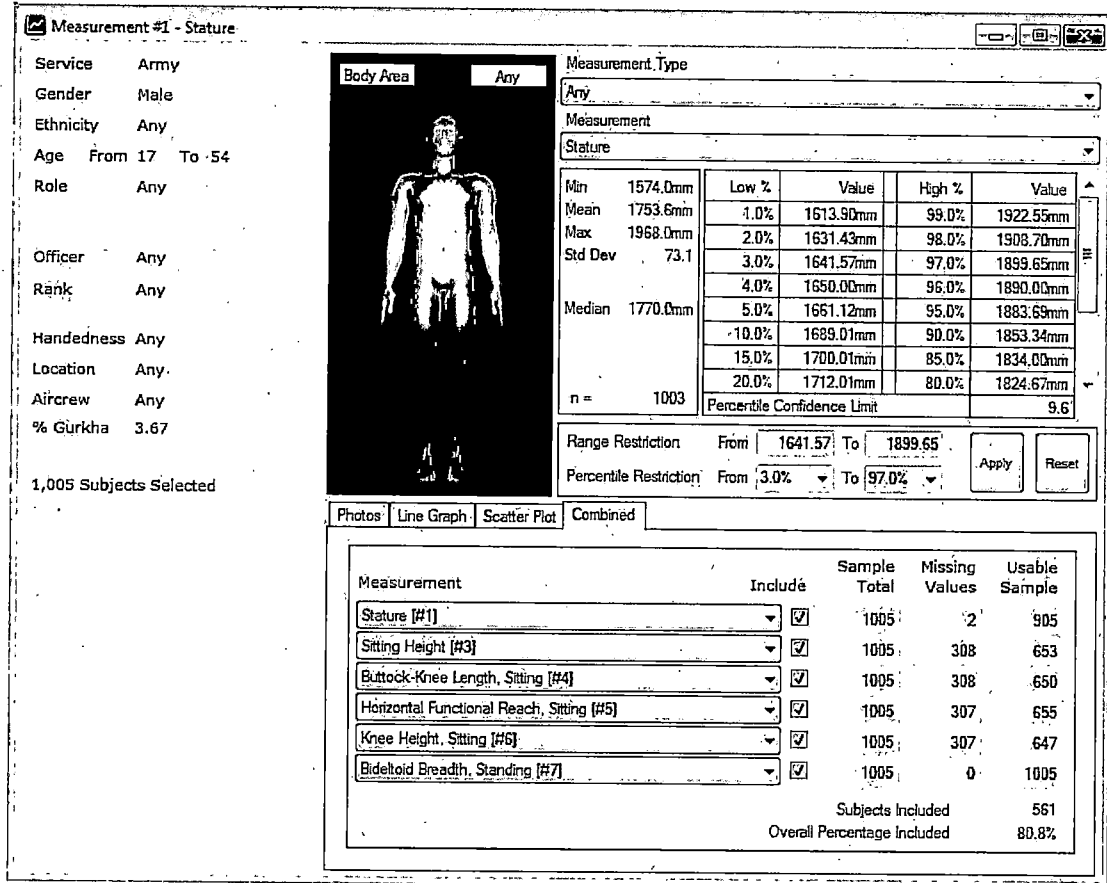 Measurement #1 - Stature
Service Army
Gender Male
Ethnicity Any
Age From 17 To 54
Role Any
Officer Any
Rank Any
Handedness Any
Location Any
Aircrew Any
% Gurkha 3.67
1,005 Subjects Selected
Body Area Any
Measurement Type
Any
Measurement
Stature
Min 1574.0mm
Mean 1753.6mm
Max 1968.0mm
Std Dev 73.1
Median 1770.0mm
n = 1003
Low % Value High % Value
1.0% 1613.90mm 99.0% 1922.55mm
2.0% 1631.43mm 98.0% 1908.70mm
3.0% 1641.57mm 97.0% 1899.65mm
4.0% 1650.00mm 96.0% 1890.00mm
5.0% 1661.12mm 95.0% 1883.69mm
10.0% 1689.01mm 90.0% 1853.34mm
15.0% 1700.01mm 85.0% 1834.00mm
20.0% 1712.01mm 80.0% 1824.67mm
Percentile Confidence Limit 9.6
Range Restriction From 1641.57 To 1899.65
Percentile Restriction From 3.0% To 97.0%
Apply Reset
Photos Line Graph Scatter Plot Combined
Measurement Include Sample Total Missing Values Usable Sample
Stature [#1] 1005 2 905
Sitting Height [#3] 1005 308 653
Buttock-Knee Length, Sitting [#4] 1005 308 650
Horizontal Functional Reach, Sitting [#5] 1005 307 655
Knee Height, Sitting [#6] 1005 307 647
Bideltoid Breadth, Standing [#7] 1005 0 1005
Subjects Included 561
Overall Percentage Included 80.8%